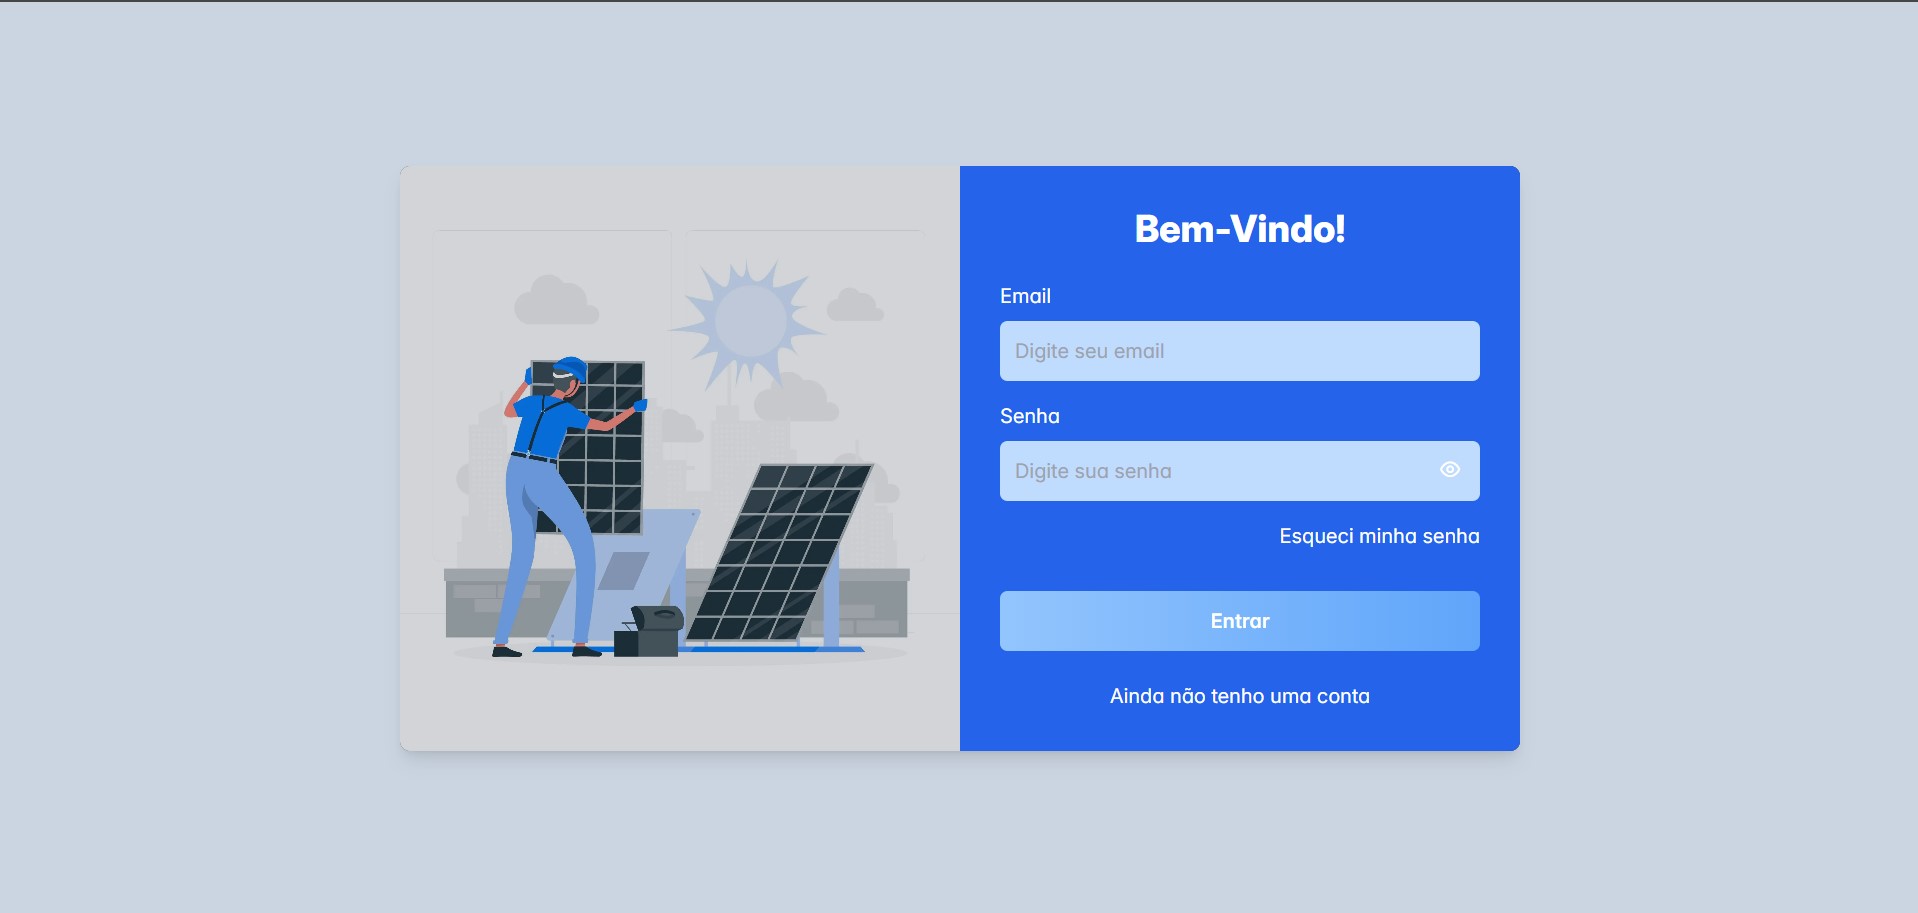 Bem-Vindo!
Email
Digite seu email
Senha
Digite sua senha
Esqueci minha senha
Entrar
Ainda não tenho uma conta